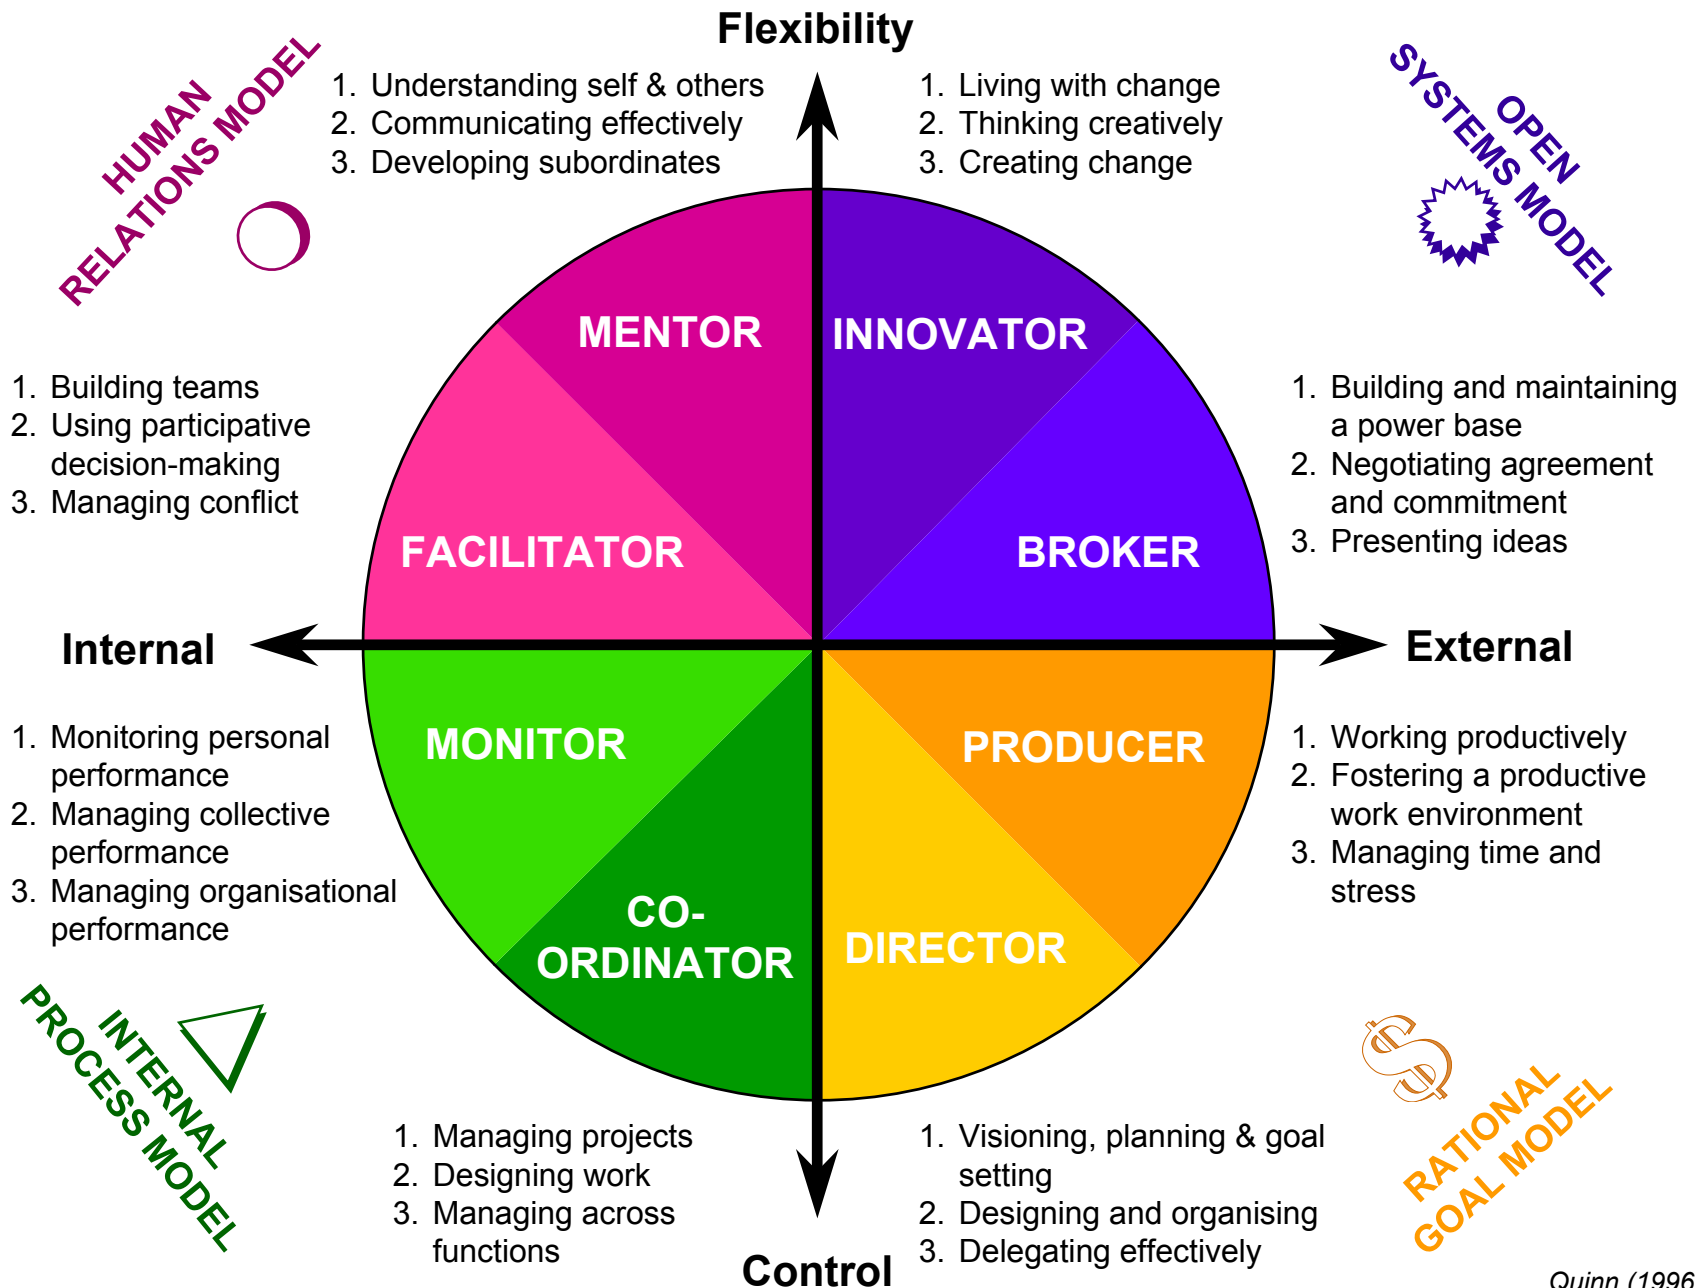 Flexibility
HUMAN
RELATIONS MODEL
1. Understanding self & others
2. Communicating effectively
3. Developing subordinates
1. Living with change
2. Thinking creatively
3. Creating change
OPEN
SYSTEMS MODEL
MENTOR
INNOVATOR
1. Building teams
2. Using participative
decision-making
3. Managing conflict
FACILITATOR
BROKER
1. Building and maintaining
a power base
2. Negotiating agreement
and commitment
3. Presenting ideas
Internal
External
1. Monitoring personal
performance
2. Managing collective
performance
3. Managing organisational
performance
MONITOR
PRODUCER
1. Working productively
2. Fostering a productive
work environment
3. Managing time and
stress
CO-
ORDINATOR
DIRECTOR
INTERNAL
PROCESS MODEL
1. Managing projects
2. Designing work
3. Managing across
functions
1. Visioning, planning & goal
setting
2. Designing and organising
3. Delegating effectively
$
RATIONAL
GOAL MODEL
Control
Quinn (1996